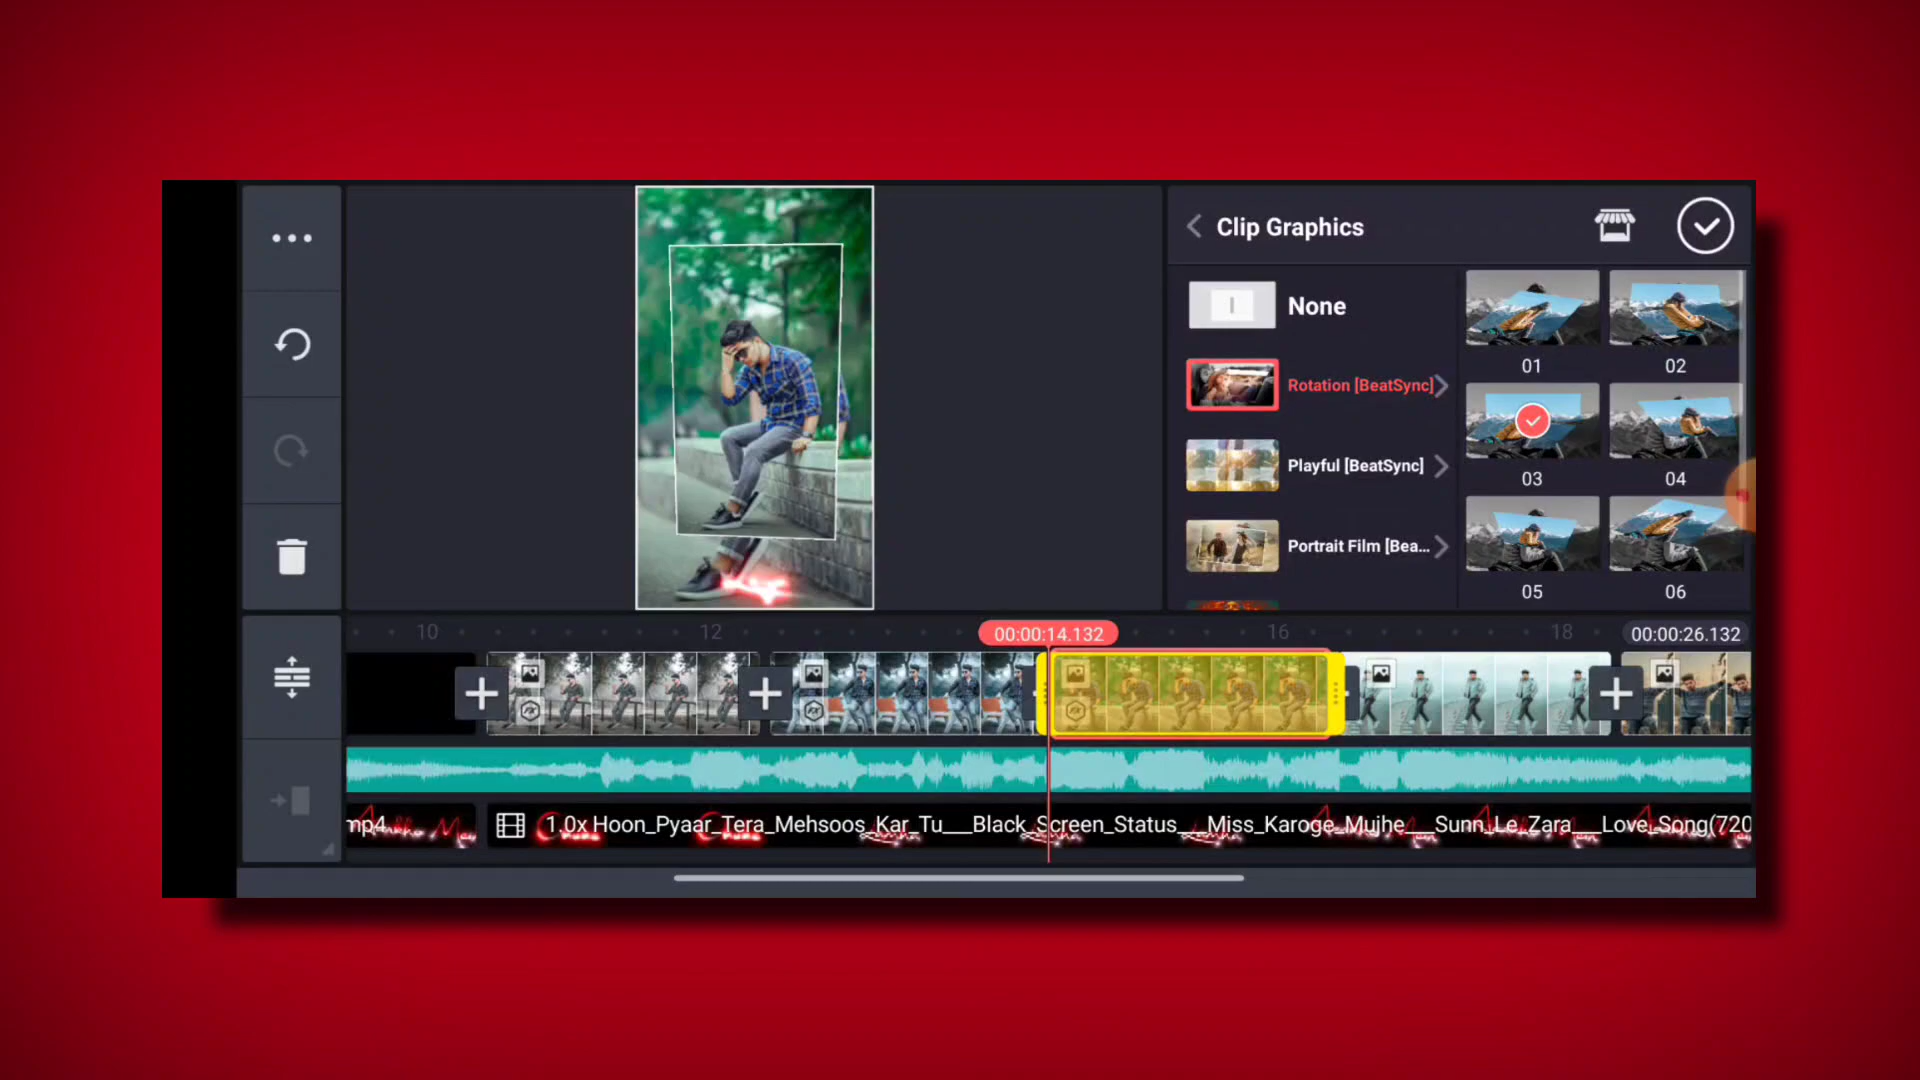 Clip Graphics
None
Rotation [BeatSync]
Playful [BeatSync]
Portrait Film [Bea...
01
02
03
04
05
06
10
12
00:00:14.132
16
18
00:00:26.132
mp4
1.0x Hoon_Pyaar_Tera_Mehsoos_Kar_Tu___Black_Screen_Status___Miss_Karoge_Mujhe___Sunn_Le_Zara___Love_Song(720